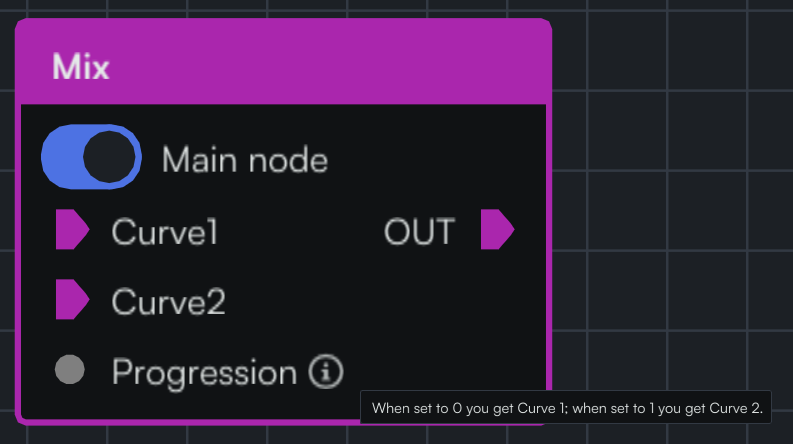 Mix
Main node
Curve1 OUT
Curve2
Progression
When set to 0 you get Curve 1; when set to 1 you get Curve 2.